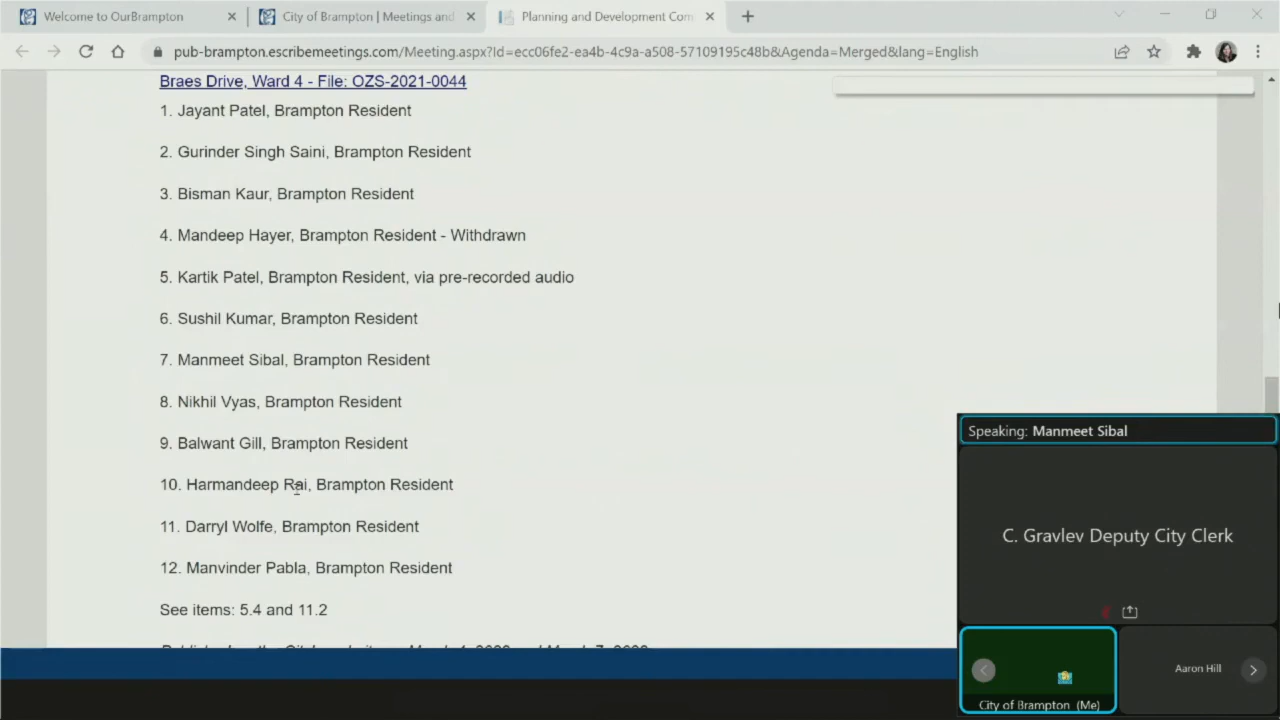 Welcome to OurBrampton
City of Brampton | Meetings and
Planning and Development Com
pub-brampton.escribemeetings.com/Meeting.aspx?Id=ecc06fe2-ea4b-4c9a-a508-57109195c48b&Agenda=Merged&lang=English
Braes Drive, Ward 4 - File: OZS-2021-0044
1. Jayant Patel, Brampton Resident
2. Gurinder Singh Saini, Brampton Resident
3. Bisman Kaur, Brampton Resident
4. Mandeep Hayer, Brampton Resident - Withdrawn
5. Kartik Patel, Brampton Resident, via pre-recorded audio
6. Sushil Kumar, Brampton Resident
7. Manmeet Sibal, Brampton Resident
8. Nikhil Vyas, Brampton Resident
9. Balwant Gill, Brampton Resident
10. Harmandeep Rai, Brampton Resident
11. Darryl Wolfe, Brampton Resident
12. Manvinder Pabla, Brampton Resident
See items: 5.4 and 11.2
Speaking: Manmeet Sibal
C. Gravlev Deputy City Clerk
City of Brampton (Me)
Aaron Hill